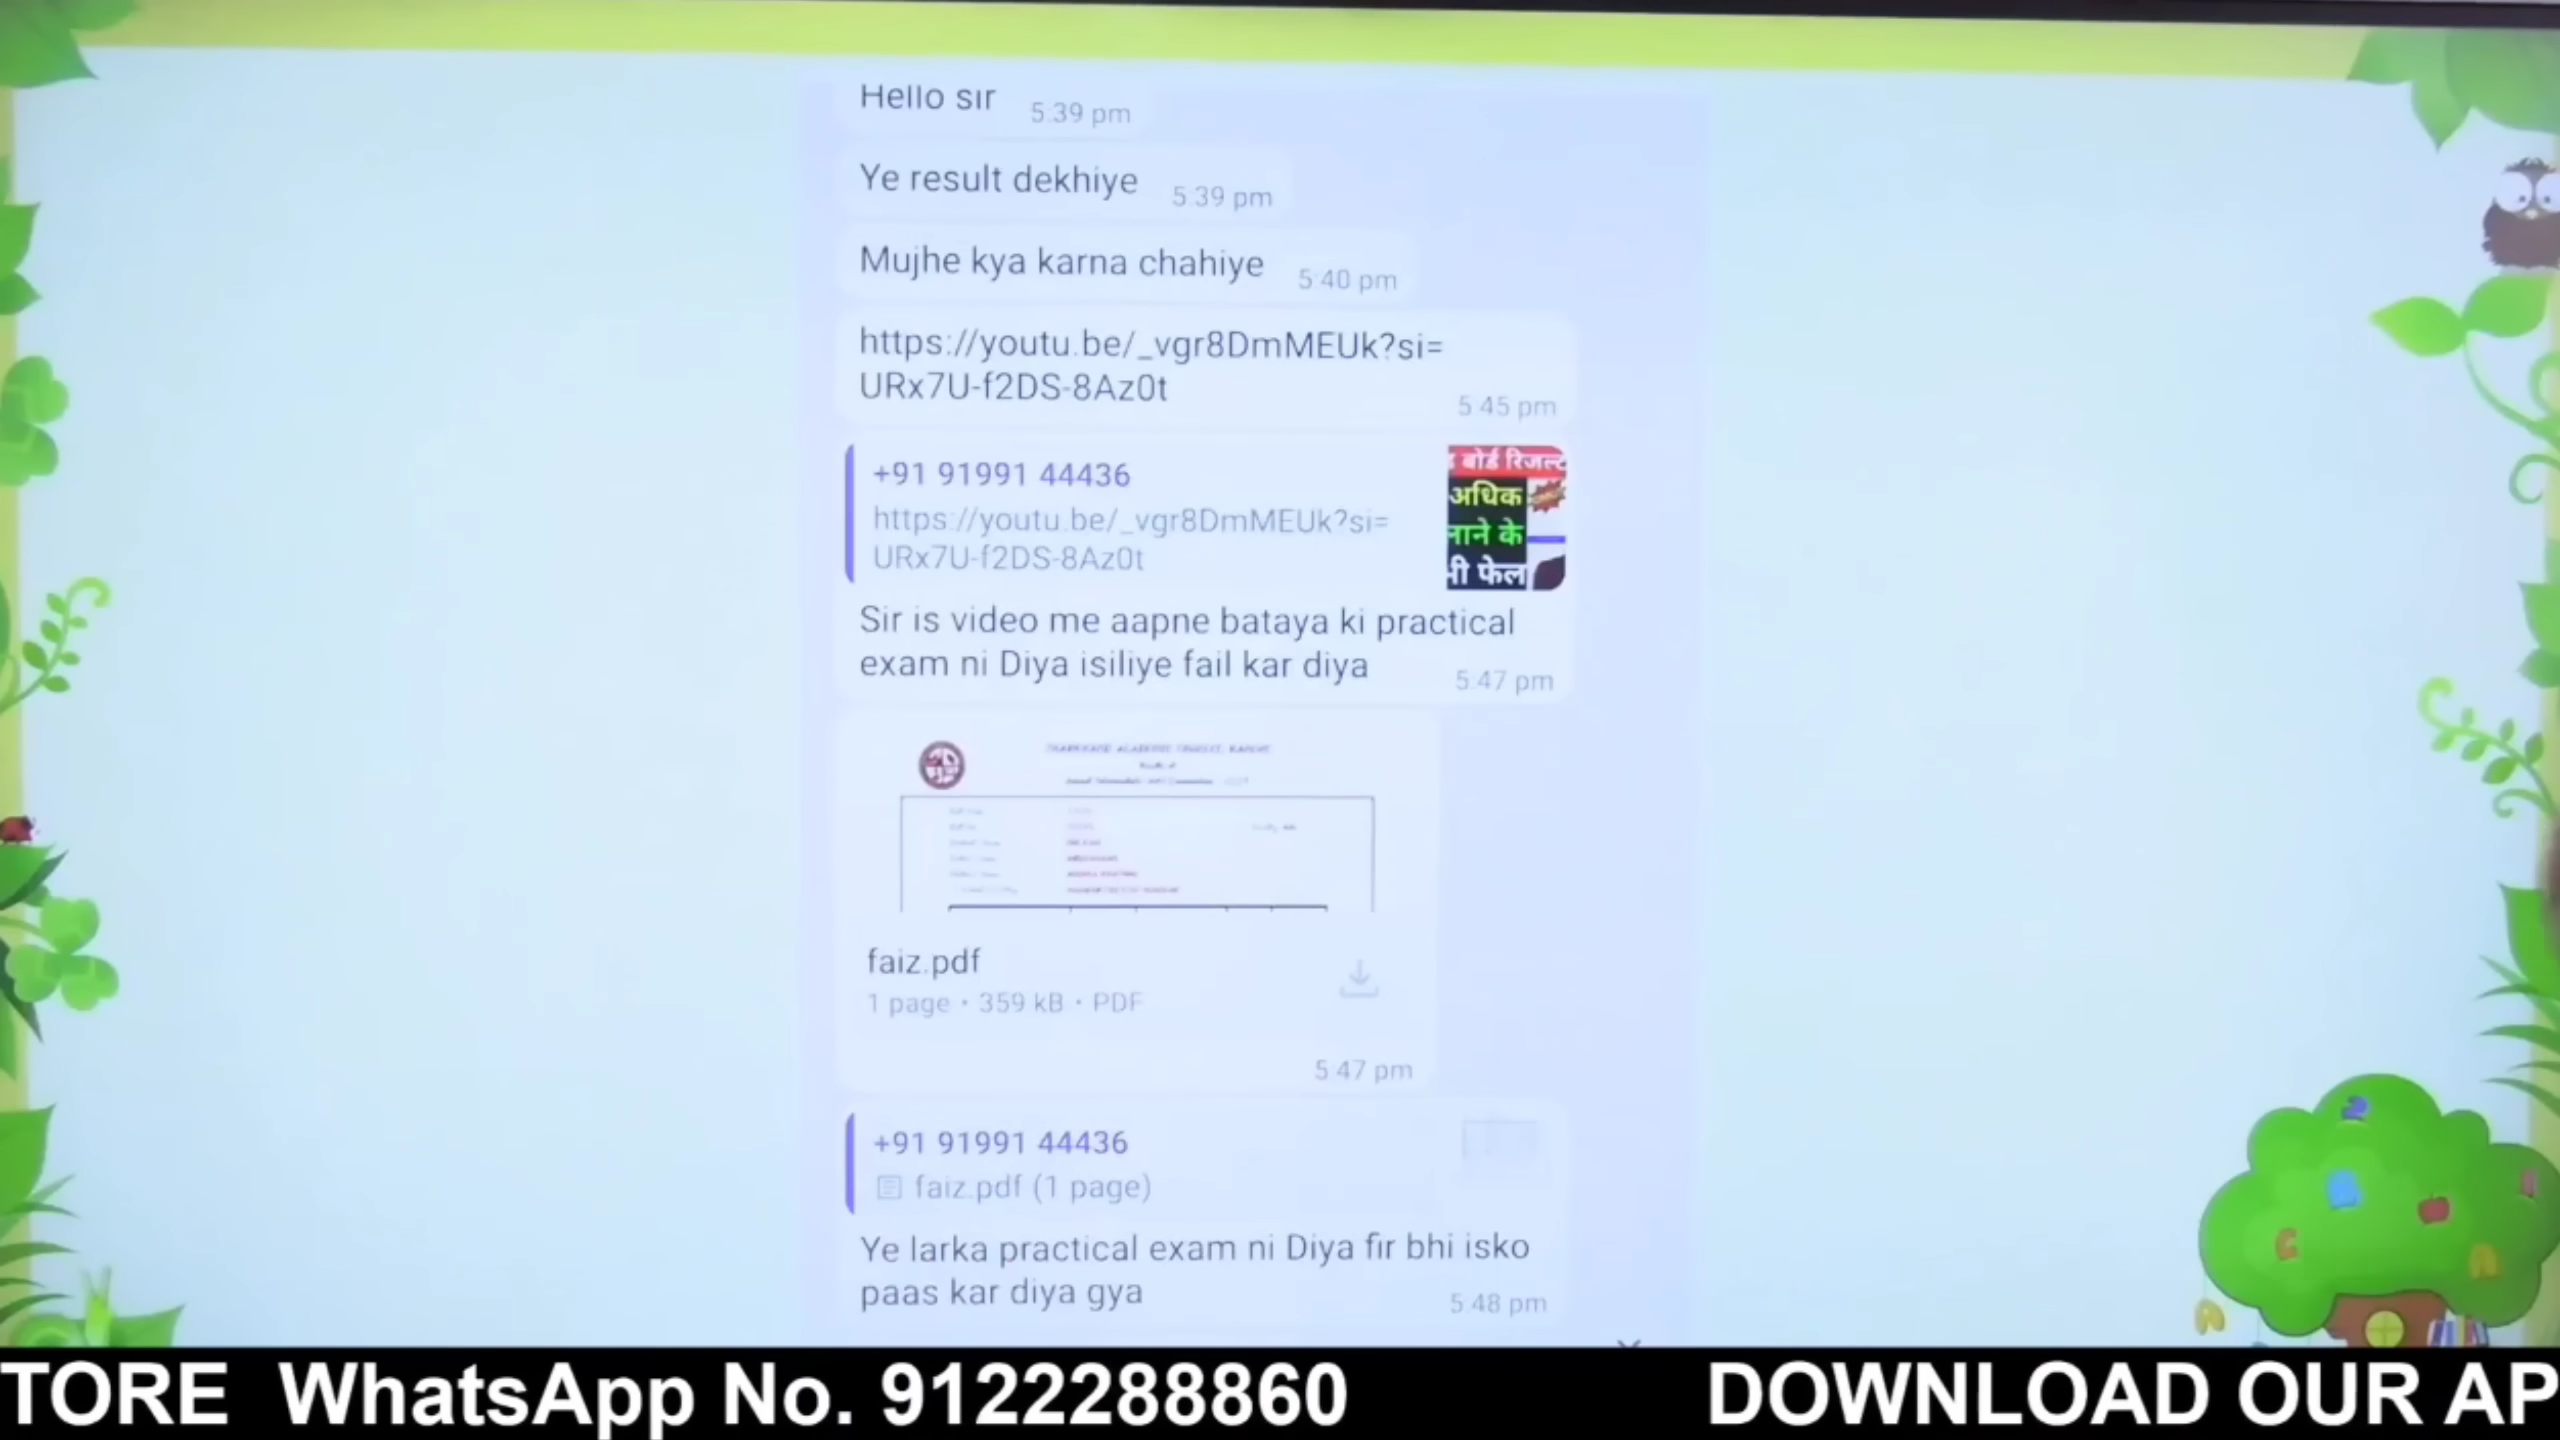 Hello sir 5:39 pm
Ye result dekhiye 5:39 pm
Mujhe kya karna chahiye 5:40 pm
https://youtu.be/_vgr8DmMEUk?si=
URx7U-f2DS-8Az0t 5:45 pm
+91 91991 44436
https://youtu.be/_vgr8DmMEUk?si=
URx7U-f2DS-8Az0t
बोर्ड रिजल्ट
अधिक
नाने के
भी फेल
Sir is video me aapne bataya ki practical
exam ni Diya isiliye fail kar diya 5:47 pm
faiz.pdf
1 page • 359 kB • PDF
5:47 pm
+91 91991 44436
faiz.pdf (1 page)
Ye larka practical exam ni Diya fir bhi isko
paas kar diya gya 5:48 pm
TORE WhatsApp No. 9122288860 DOWNLOAD OUR AP